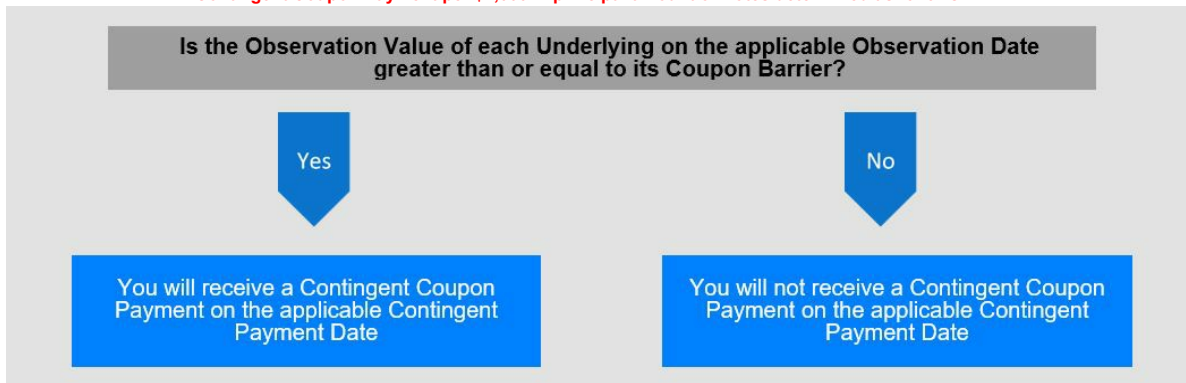 Is the Observation Value of each Underlying on the applicable Observation Date
greater than or equal to its Coupon Barrier?
Yes
No
You will receive a Contingent Coupon
Payment on the applicable Contingent
Payment Date
You will not receive a Contingent Coupon
Payment on the applicable Contingent
Payment Date